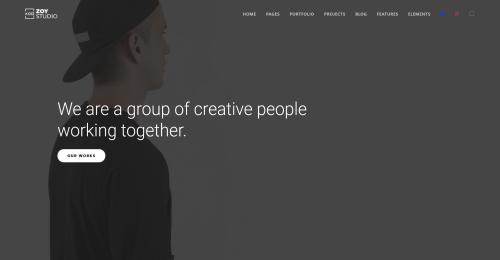 ZOY
STUDIO
HOME PAGES PORTFOLIO PROJECTS BLOG FEATURES ELEMENTS
We are a group of creative people
working together.
OUR WORKS